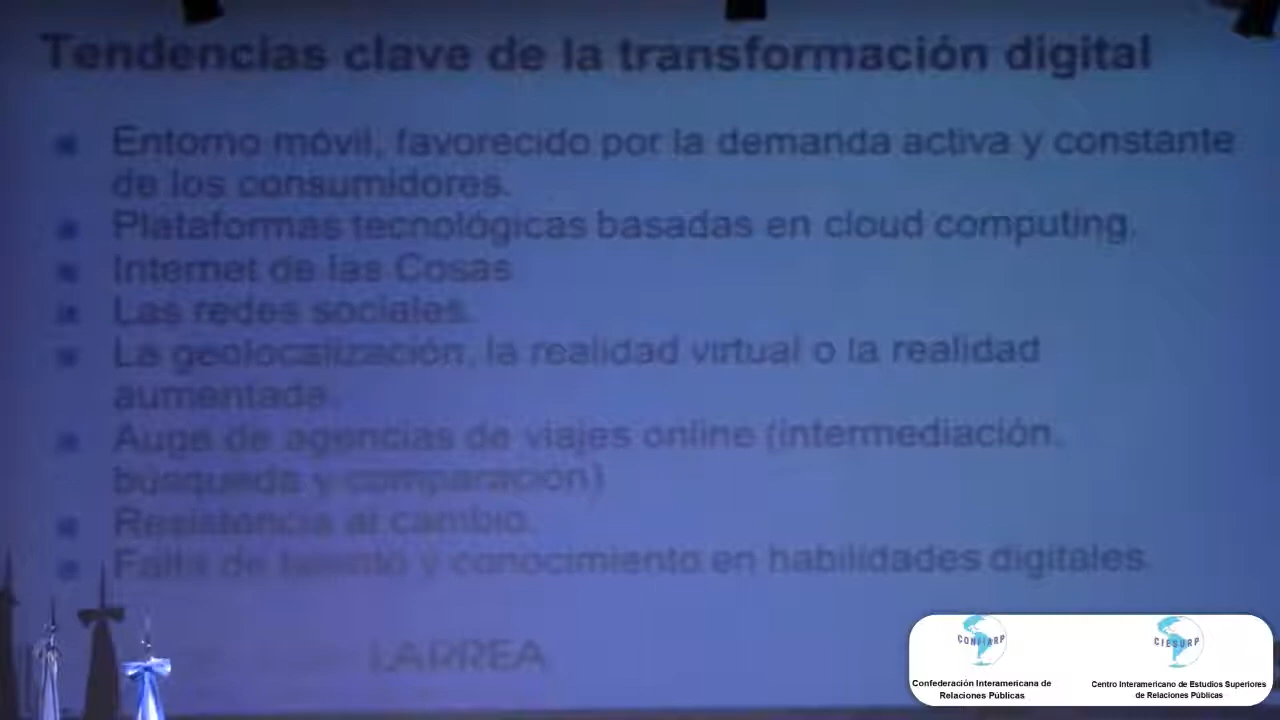 Tendencias clave de la transformación digital
Entorno móvil, favorecido por la demanda activa y constante
de los consumidores.
Plataformas tecnológicas basadas en cloud computing,
Internet de las Cosas
Las redes sociales.
La geolocalización, la realidad virtual o la realidad
aumentada.
Auge de agencias de viajes online (intermediación,
búsqueda y comparación)
Resistencia al cambio.
Falta de talento y conocimiento en habilidades digitales.
LARREA
CONFIARP
CIESURP
Confederación Interamericana de
Relaciones Públicas
Centro Interamericano de Estudios Superiores
de Relaciones Públicas